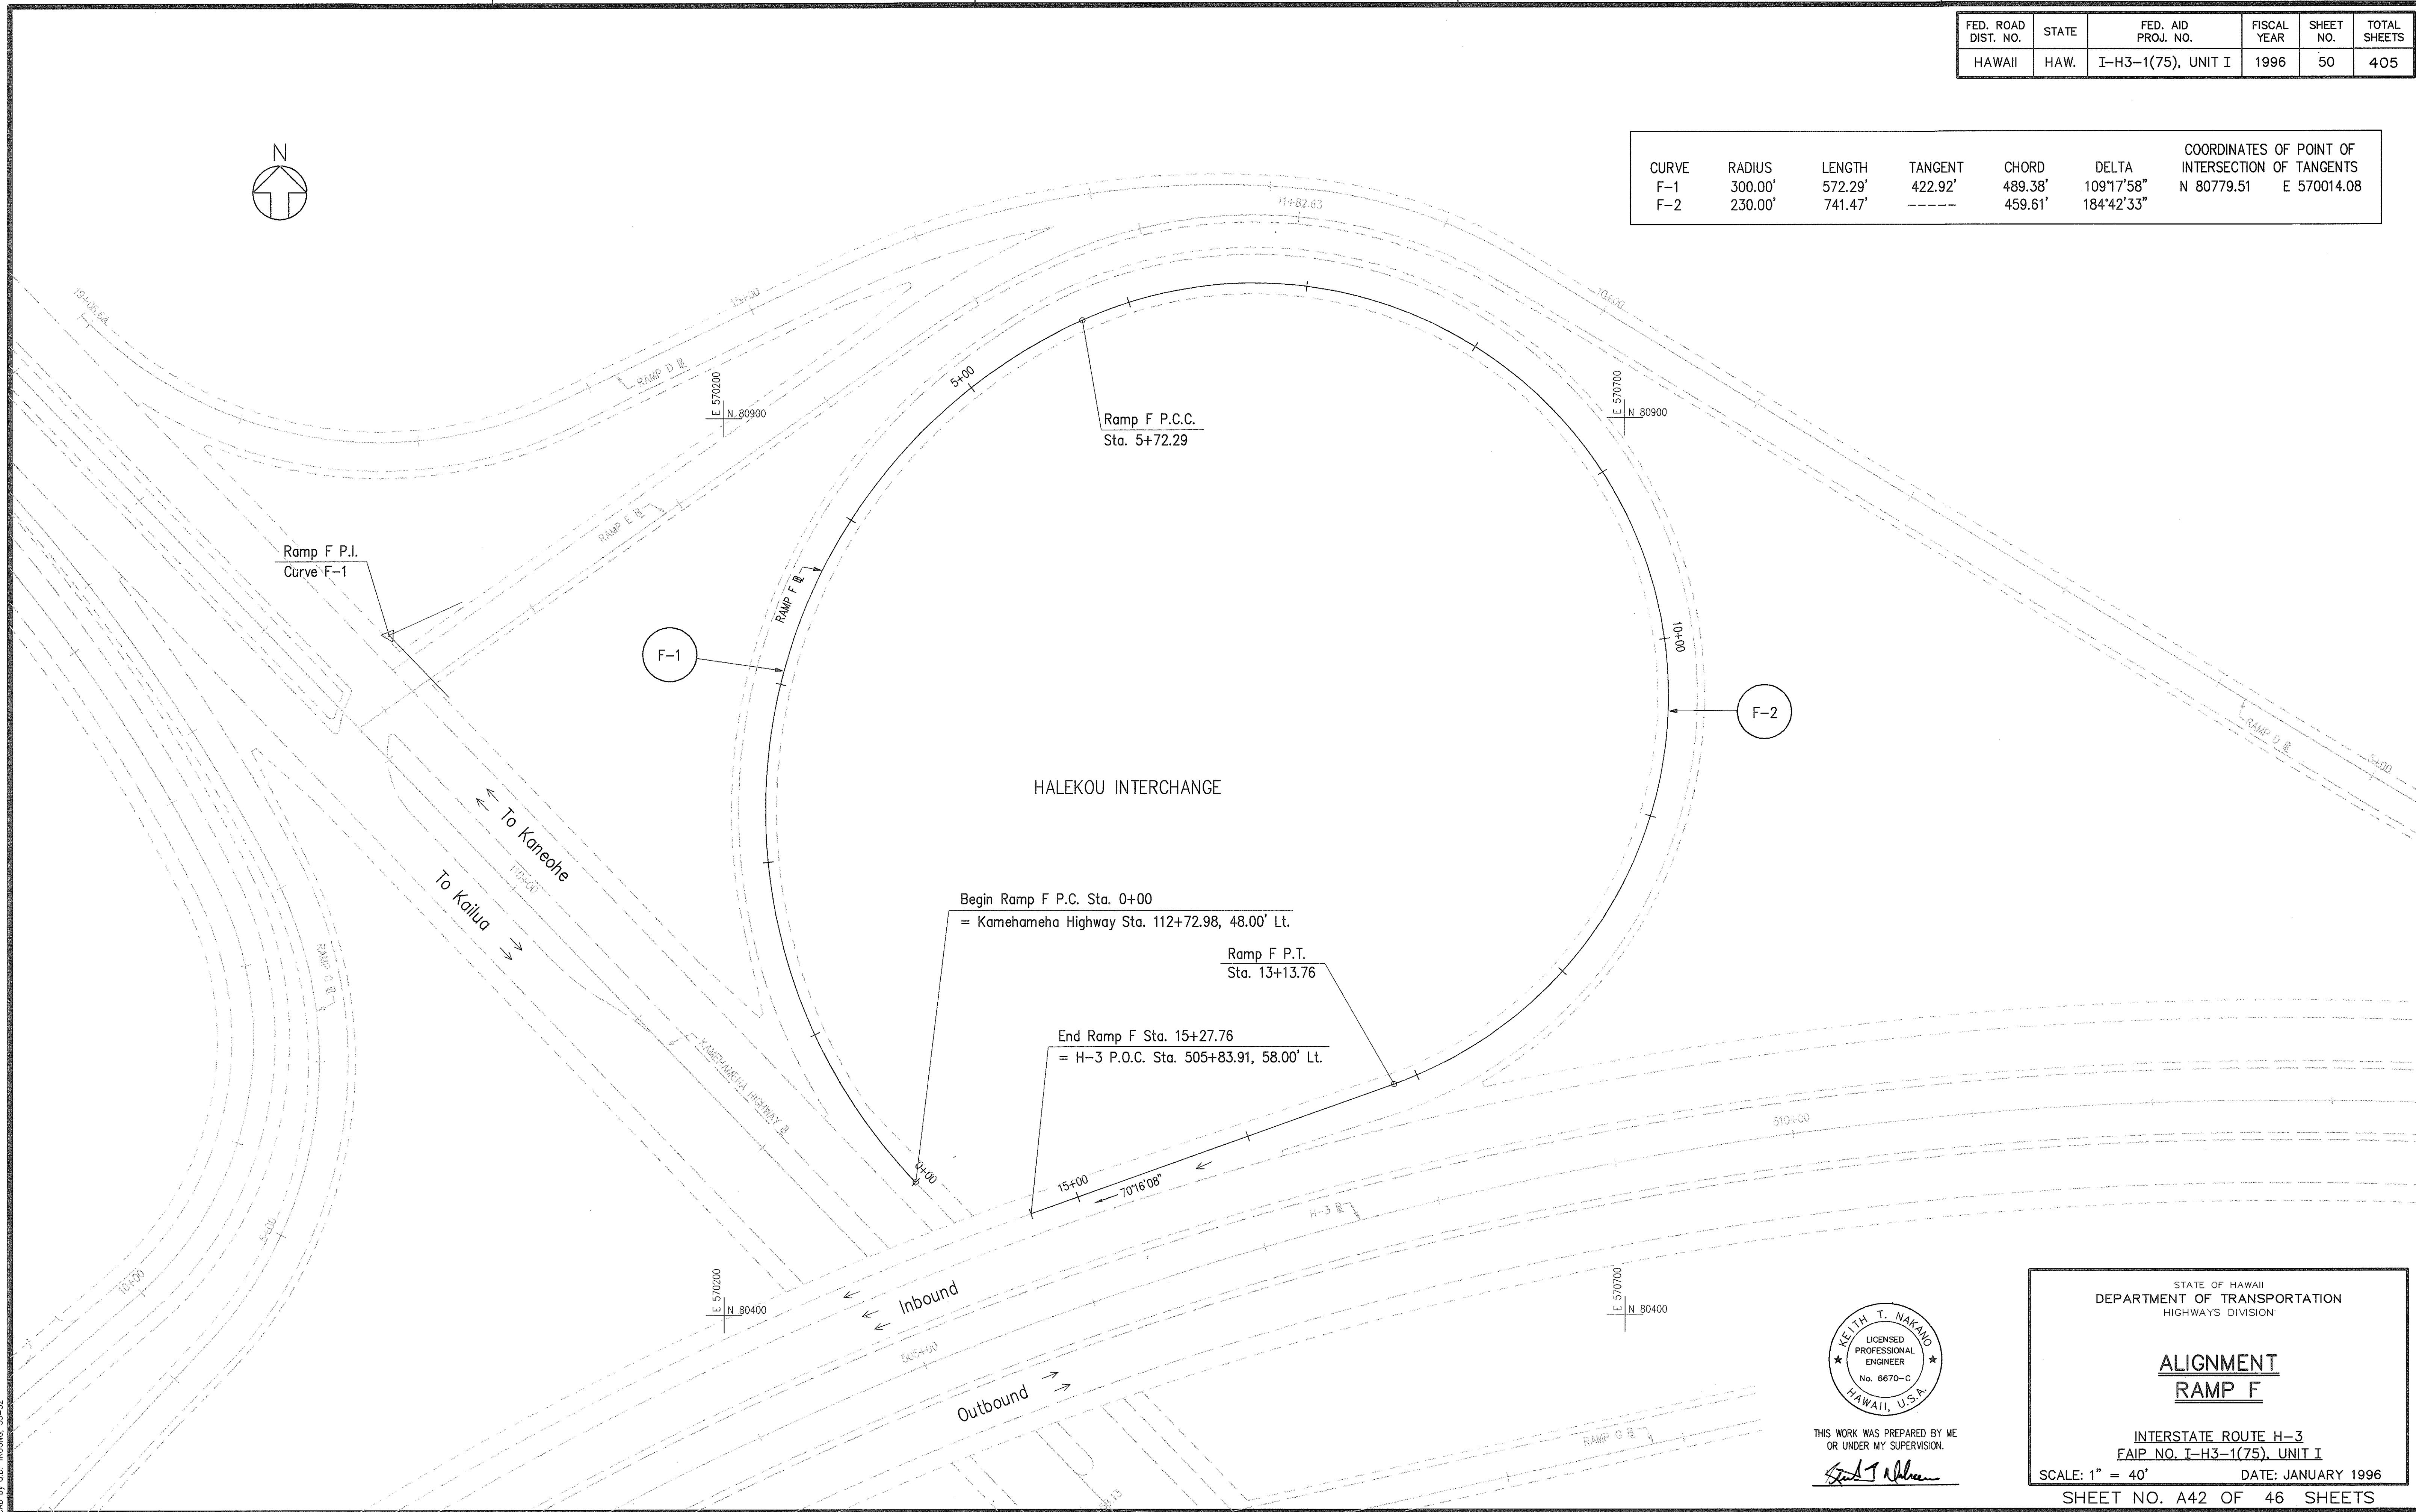 FED. ROAD DIST. NO. STATE FED. AID PROJ. NO. FISCAL YEAR SHEET NO. TOTAL SHEETS
HAWAII HAW. I-H3-1(75), UNIT I 1996 50 405
COORDINATES OF POINT OF
CURVE RADIUS LENGTH TANGENT CHORD DELTA INTERSECTION OF TANGENTS
F-1 300.00' 572.29' 422.92' 489.38' 109°17'58" N 80779.51 E 570014.08
F-2 230.00' 741.47' ----- 459.61' 184°42'33"
N
11+82.63
19+06.64
15+00
10+00
RAMP D
5+00
E 570200
N 80900
E 570700
N 80900
Ramp F P.C.C.
Sta. 5+72.29
RAMP E
Ramp F P.I.
Curve F-1
RAMP F
F-1
10+00
F-2
RAMP D
5+00
HALEKOU INTERCHANGE
To Kaneohe
110+00
To Kailua
RAMP C
Begin Ramp F P.C. Sta. 0+00
= Kamehameha Highway Sta. 112+72.98, 48.00' Lt.
Ramp F P.T.
Sta. 13+13.76
End Ramp F Sta. 15+27.76
= H-3 P.O.C. Sta. 505+83.91, 58.00' Lt.
KAMEHAMEHA HIGHWAY
510+00
0+00
15+00
70°16'08"
H-3
5+00
10+00
E 570200
N 80400
E 570700
N 80400
Inbound
505+00
Outbound
RAMP G
KEITH T. NAKANO
LICENSED
PROFESSIONAL
ENGINEER
No. 6670-C
HAWAII, U.S.A.
THIS WORK WAS PREPARED BY ME
OR UNDER MY SUPERVISION.
STATE OF HAWAII
DEPARTMENT OF TRANSPORTATION
HIGHWAYS DIVISION
ALIGNMENT
RAMP F
INTERSTATE ROUTE H-3
FAIP NO. I-H3-1(75), UNIT I
SCALE: 1" = 40' DATE: JANUARY 1996
SHEET NO. A42 OF 46 SHEETS